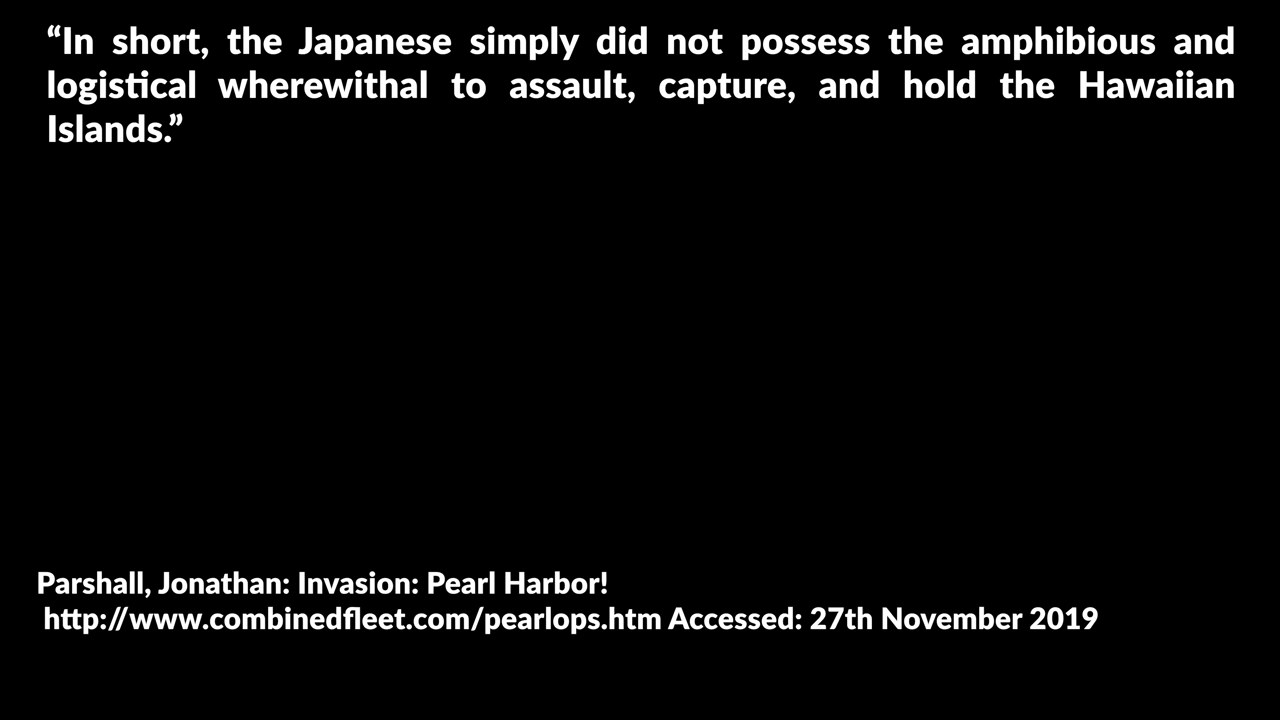 “In short, the Japanese simply did not possess the amphibious and
logistical wherewithal to assault, capture, and hold the Hawaiian
Islands.”
Parshall, Jonathan: Invasion: Pearl Harbor!
http://www.combinedfleet.com/pearlops.htm Accessed: 27th November 2019